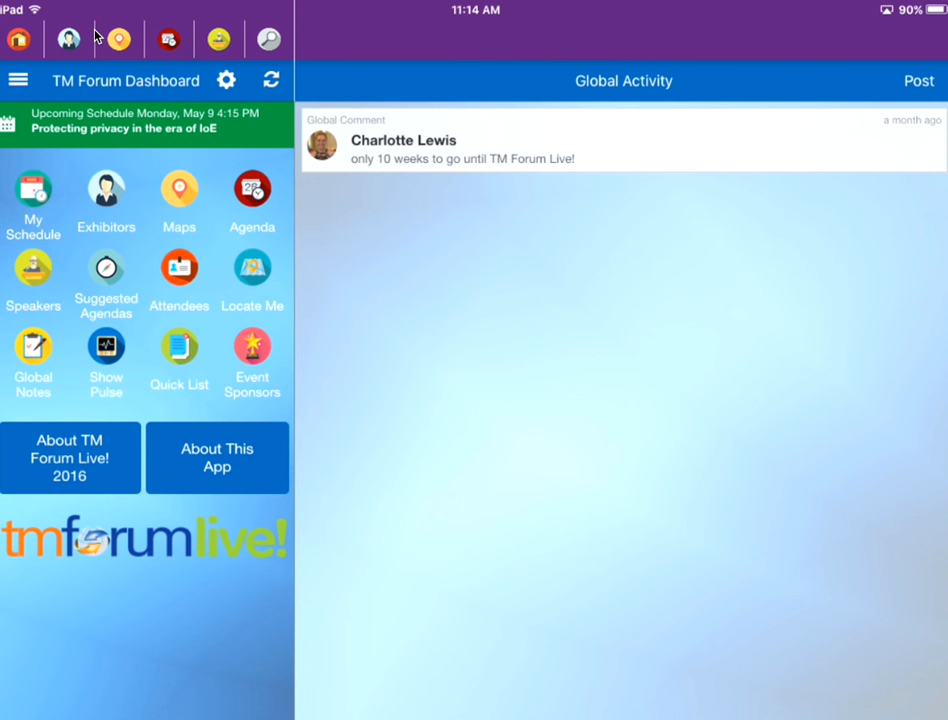 iPad
11:14 AM
90%
TM Forum Dashboard
Global Activity
Post
Upcoming Schedule Monday, May 9 4:15 PM
Protecting privacy in the era of IoE
Global Comment
a month ago
Charlotte Lewis
only 10 weeks to go until TM Forum Live!
My
Schedule
Exhibitors
Maps
28
Agenda
Speakers
Suggested
Agendas
Attendees
Locate Me
Global
Notes
Show
Pulse
Quick List
Event
Sponsors
About TM
Forum Live!
2016
About This
App
tmforumlive!